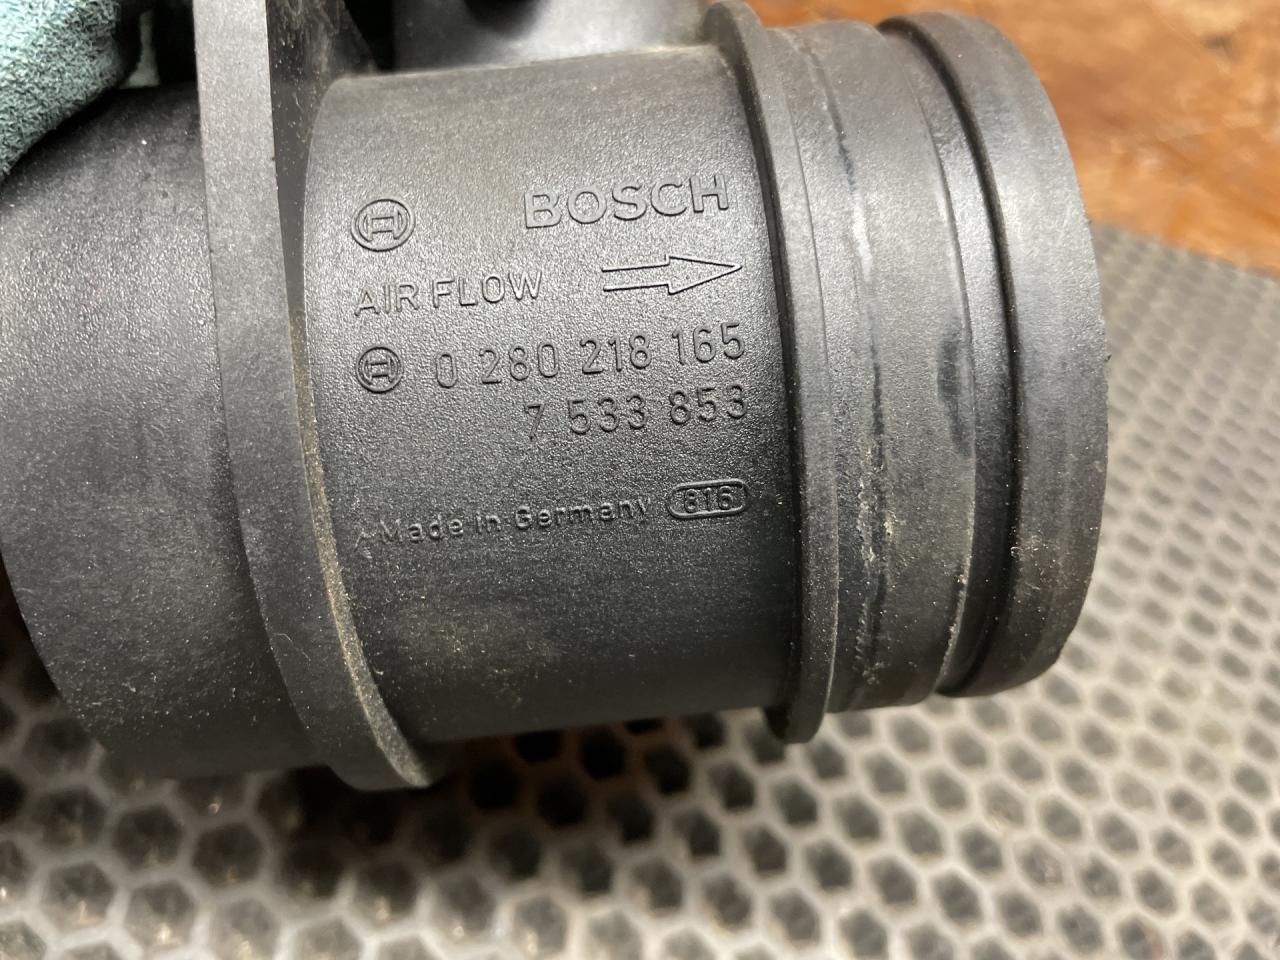 BOSCH
AIR FLOW
0 280 218 165
7 533 853
Made in Germany 816